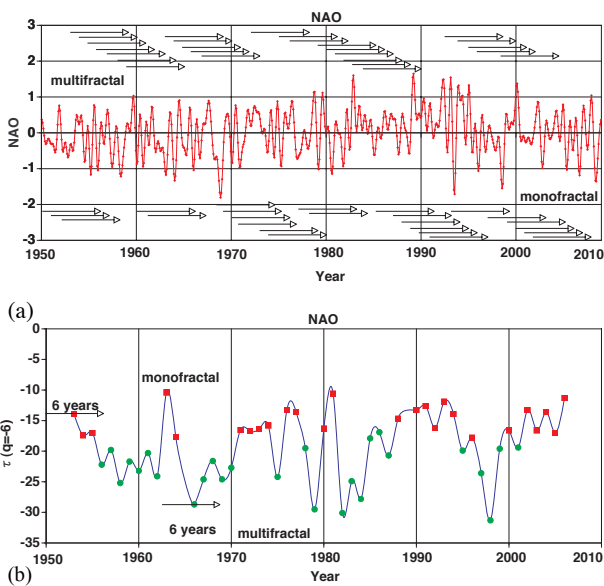 NAO
3
2
multifractal
1
NAO
0
-1
monofractal
-2
-3
1950 1960 1970 1980 1990 2000 2010
Year
(a)
NAO
0
-5
monofractal
-10
6 years
-15
τ (q=-6)
-20
-25
-30
6 years multifractal
-35
1950 1960 1970 1980 1990 2000 2010
(b)
Year